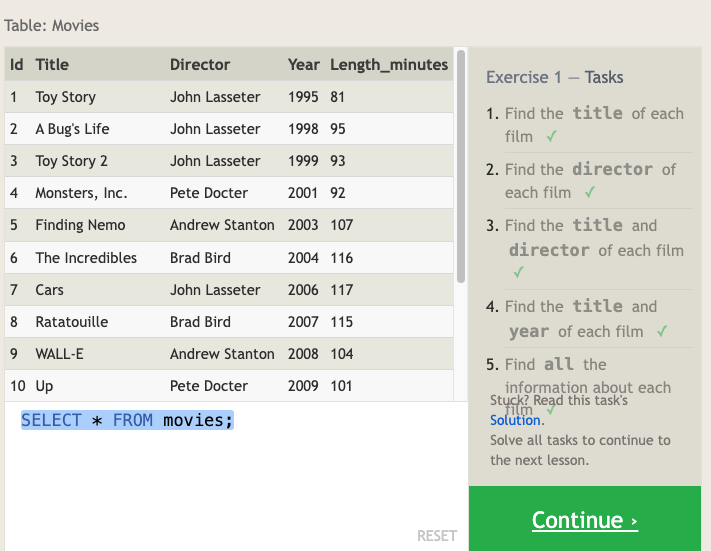 Table: Movies
Id Title Director Year Length_minutes
1 Toy Story John Lasseter 1995 81
2 A Bug's Life John Lasseter 1998 95
3 Toy Story 2 John Lasseter 1999 93
4 Monsters, Inc. Pete Docter 2001 92
5 Finding Nemo Andrew Stanton 2003 107
6 The Incredibles Brad Bird 2004 116
7 Cars John Lasseter 2006 117
8 Ratatouille Brad Bird 2007 115
9 WALL-E Andrew Stanton 2008 104
10 Up Pete Docter 2009 101
SELECT * FROM movies;
RESET
Exercise 1 — Tasks
1. Find the title of each
film ✓
2. Find the director of
each film ✓
3. Find the title and
director of each film
✓
4. Find the title and
year of each film ✓
5. Find all the
information about each
film ✓
Stuck? Read this task's
Solution.
Solve all tasks to continue to
the next lesson.
Continue ›